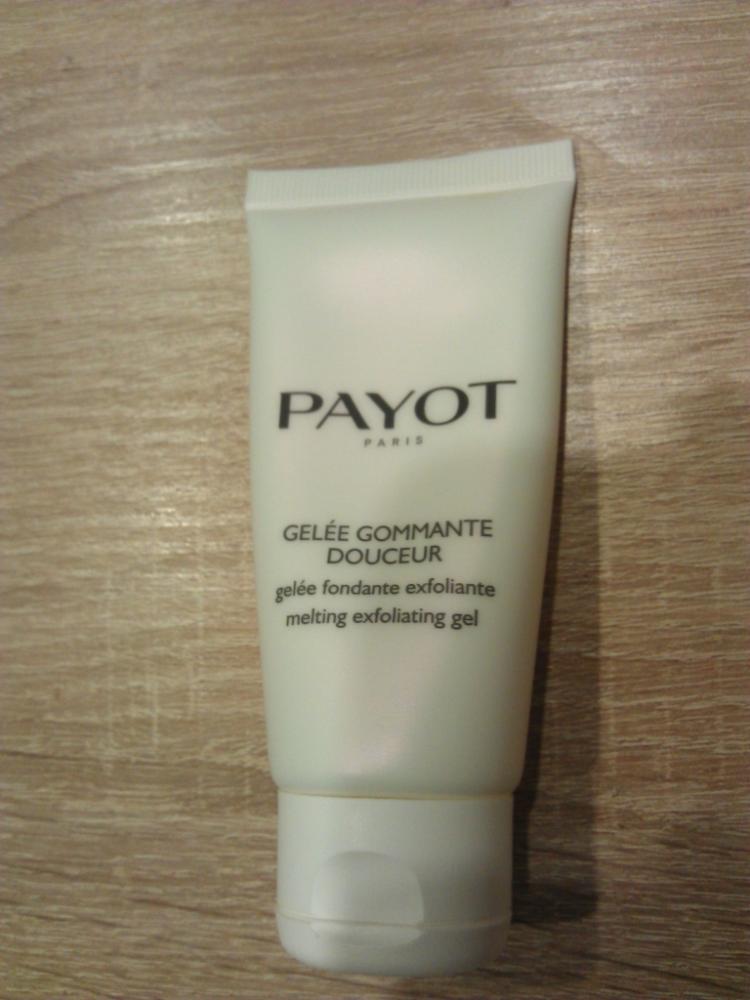 PAYOT
PARIS
GELÉE GOMMANTE
DOUCEUR
gelée fondante exfoliante
melting exfoliating gel